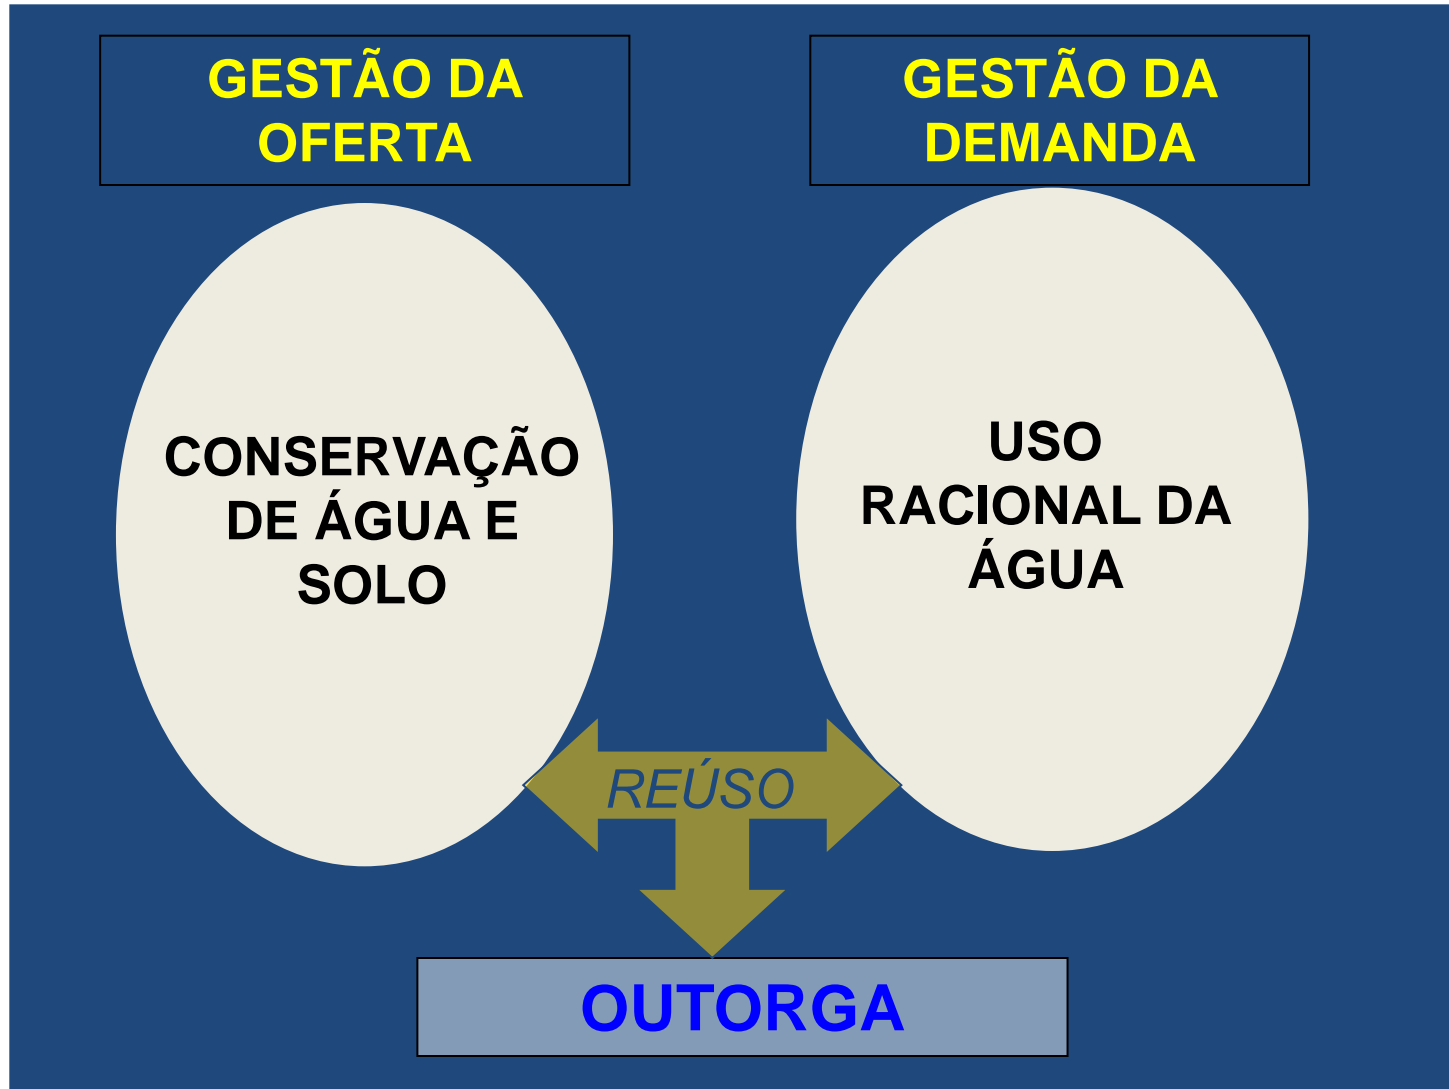 GESTÃO DA
OFERTA
GESTÃO DA
DEMANDA
CONSERVAÇÃO
DE ÁGUA E
SOLO
USO
RACIONAL DA
ÁGUA
REÚSO
OUTORGA